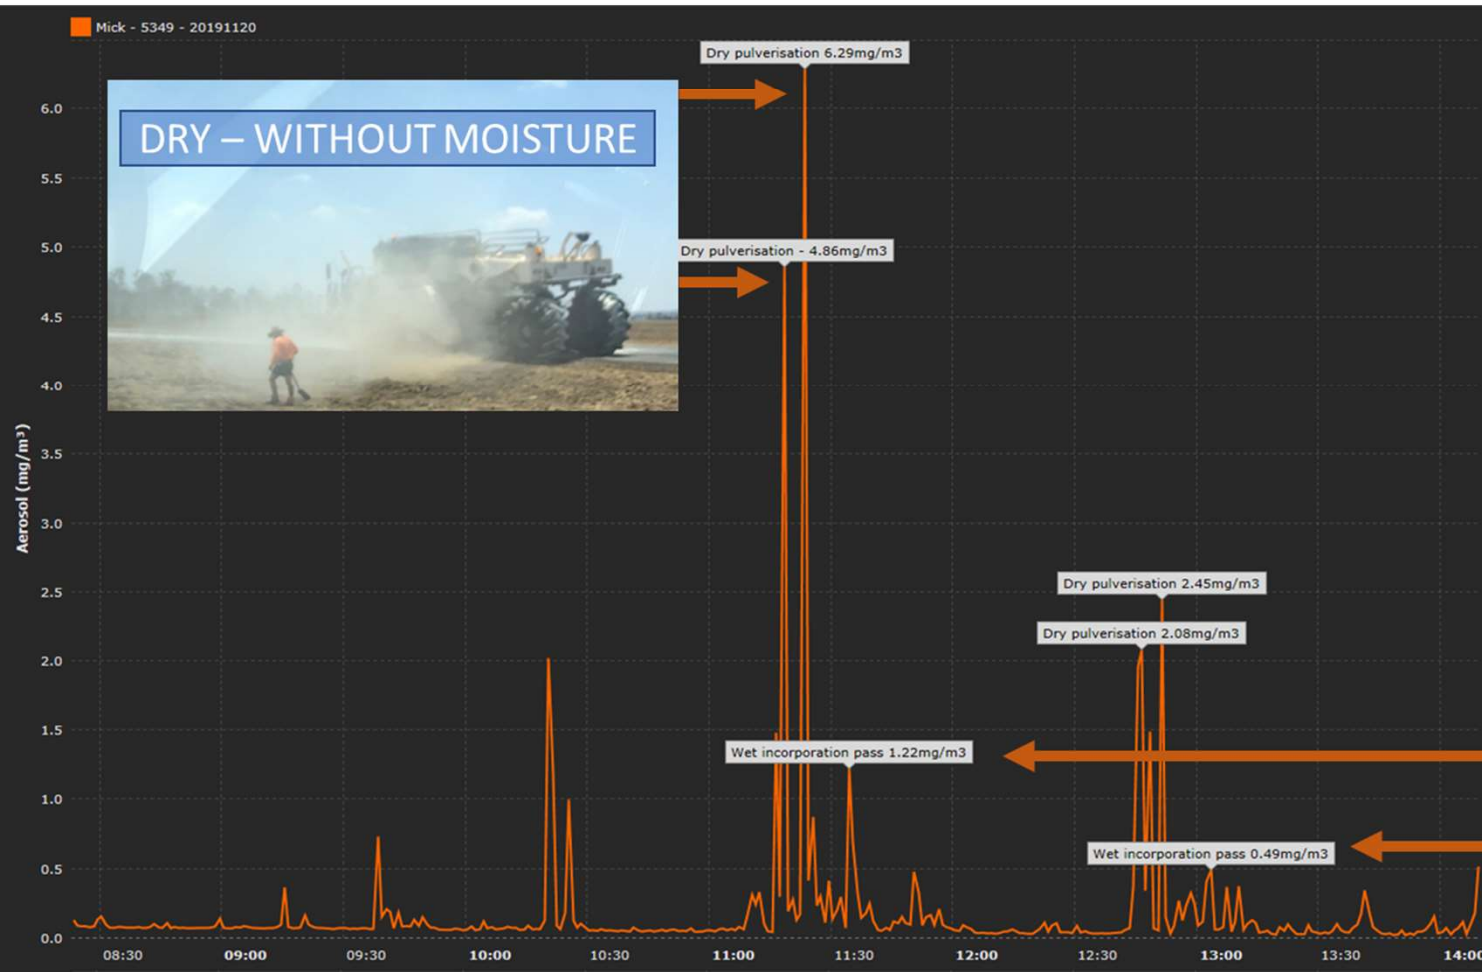 Mick - 5349 - 20191120
Dry pulverisation 6.29mg/m3
6.0
DRY – WITHOUT MOISTURE
5.5
Dry pulverisation - 4.86mg/m3
5.0
4.5
4.0
Aerosol (mg/m³)
3.5
3.0
Dry pulverisation 2.45mg/m3
2.5
Dry pulverisation 2.08mg/m3
2.0
1.5
Wet incorporation pass 1.22mg/m3
1.0
Wet incorporation pass 0.49mg/m3
0.5
0.0
08:30 09:00 09:30 10:00 10:30 11:00 11:30 12:00 12:30 13:00 13:30 14:00